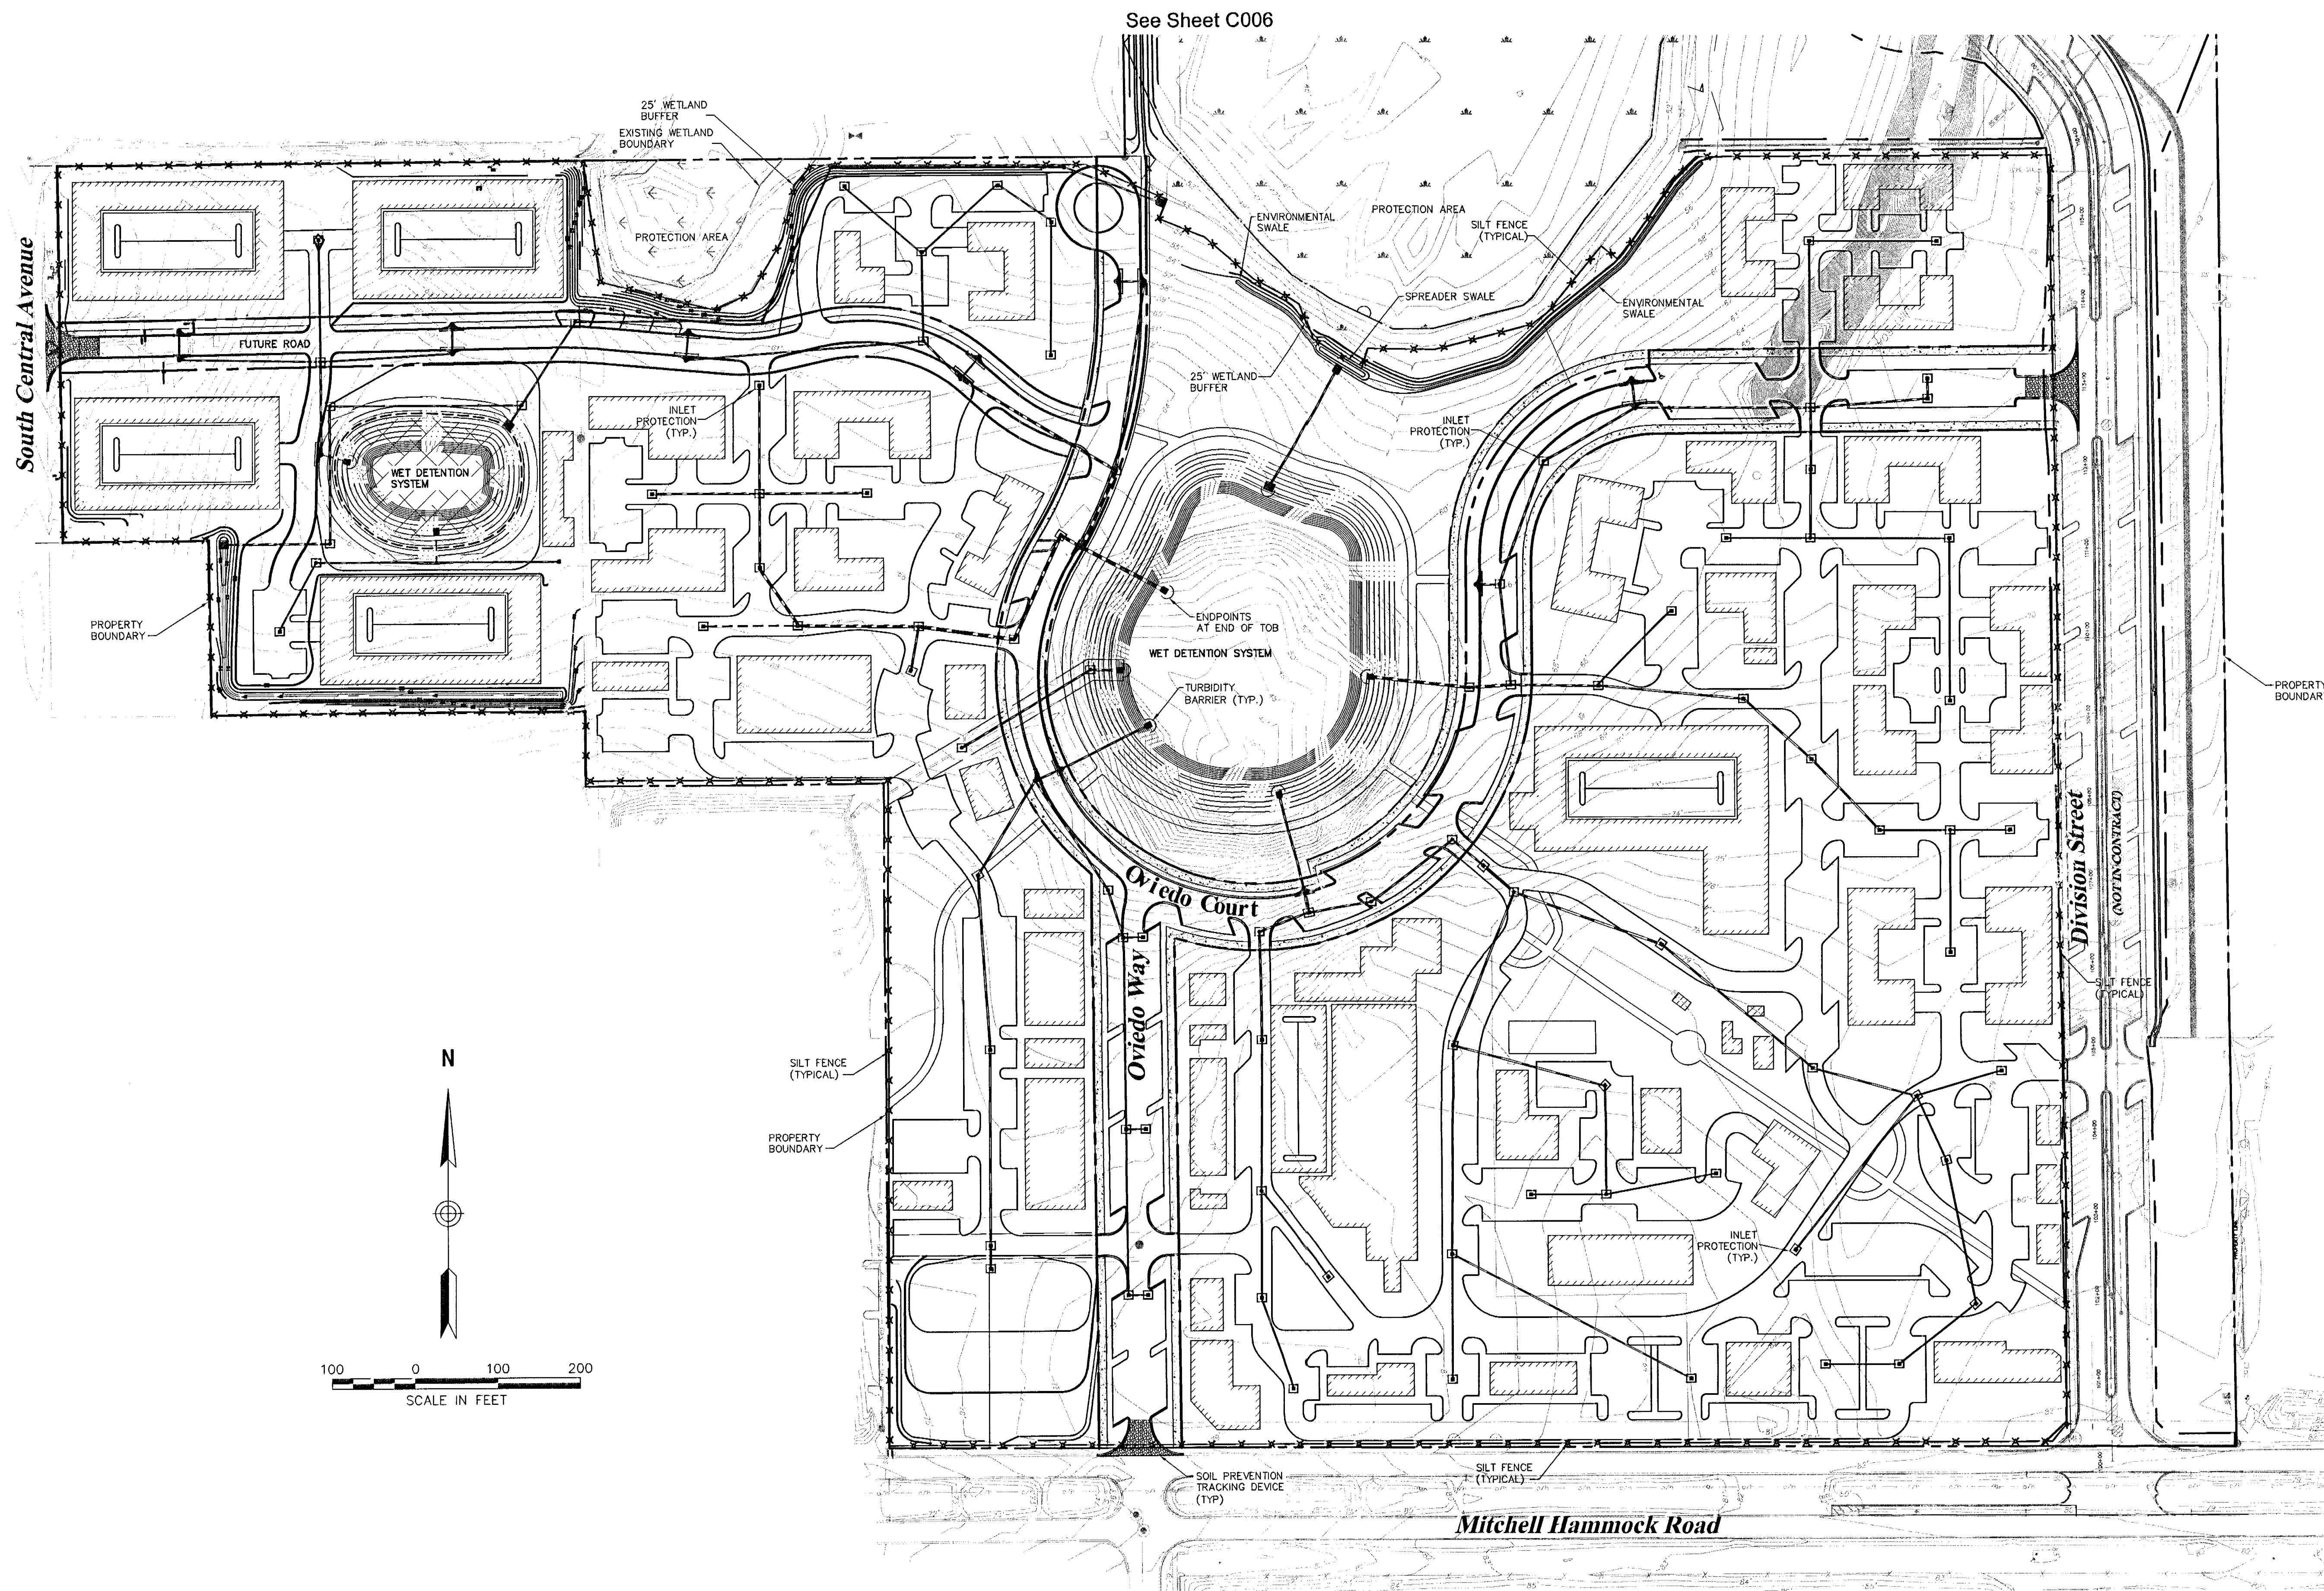 See Sheet C006
25' WETLAND
BUFFER
EXISTING WETLAND
BOUNDARY
PROTECTION AREA
PROTECTION AREA
ENVIRONMENTAL
SWALE
SILT FENCE
(TYPICAL)
SPREADER SWALE
ENVIRONMENTAL
SWALE
South Central Avenue
FUTURE ROAD
25' WETLAND
BUFFER
INLET
PROTECTION
(TYP.)
INLET
PROTECTION
(TYP.)
WET DETENTION
SYSTEM
PROPERTY
BOUNDARY
ENDPOINTS
AT END OF TOB
WET DETENTION SYSTEM
TURBIDITY
BARRIER (TYP.)
PROPERTY
BOUNDAR
Division Street
(NOT IN CONTRACT)
Oviedo Court
Oviedo Way
SILT FENCE
(TYPICAL)
SILT FENCE
(TYPICAL)
PROPERTY
BOUNDARY
N
INLET
PROTECTION
(TYP.)
100 0 100 200
SCALE IN FEET
SOIL PREVENTION
TRACKING DEVICE
(TYP)
SILT FENCE
(TYPICAL)
Mitchell Hammock Road